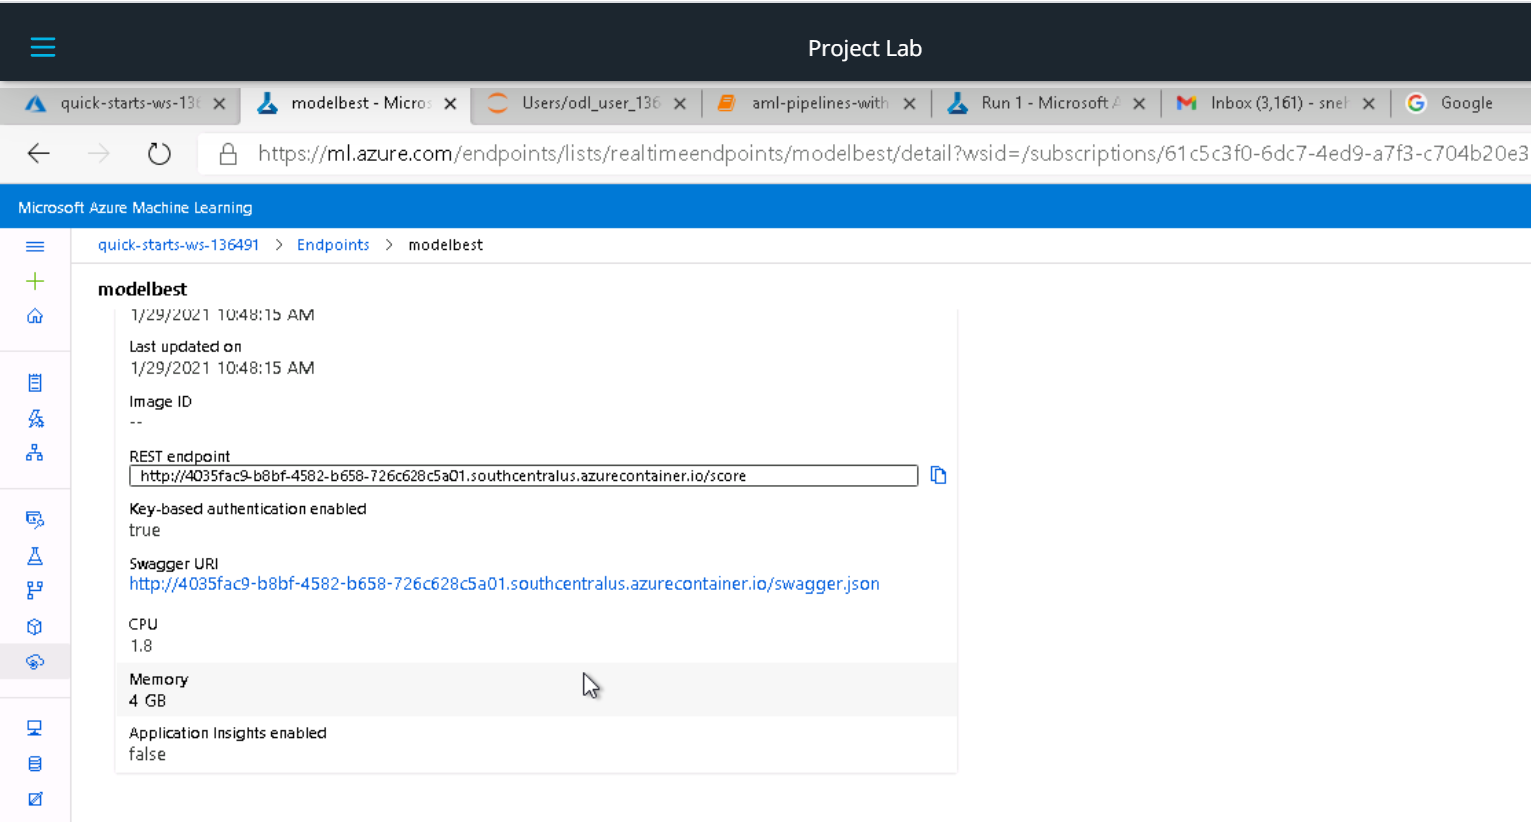 Project Lab
quick-starts-ws-136
modelbest - Micros
Users/odl_user_136
aml-pipelines-with
Run 1 - Microsoft A
Inbox (3,161) - sneh
Google
https://ml.azure.com/endpoints/lists/realtimeendpoints/modelbest/detail?wsid=/subscriptions/61c5c3f0-6dc7-4ed9-a7f3-c704b20e3
Microsoft Azure Machine Learning
quick-starts-ws-136491 > Endpoints > modelbest
modelbest
1/29/2021 10:48:15 AM
Last updated on
1/29/2021 10:48:15 AM
Image ID
--
REST endpoint
http://4035fac9-b8bf-4582-b658-726c628c5a01.southcentralus.azurecontainer.io/score
Key-based authentication enabled
true
Swagger URI
http://4035fac9-b8bf-4582-b658-726c628c5a01.southcentralus.azurecontainer.io/swagger.json
CPU
1.8
Memory
4 GB
Application Insights enabled
false